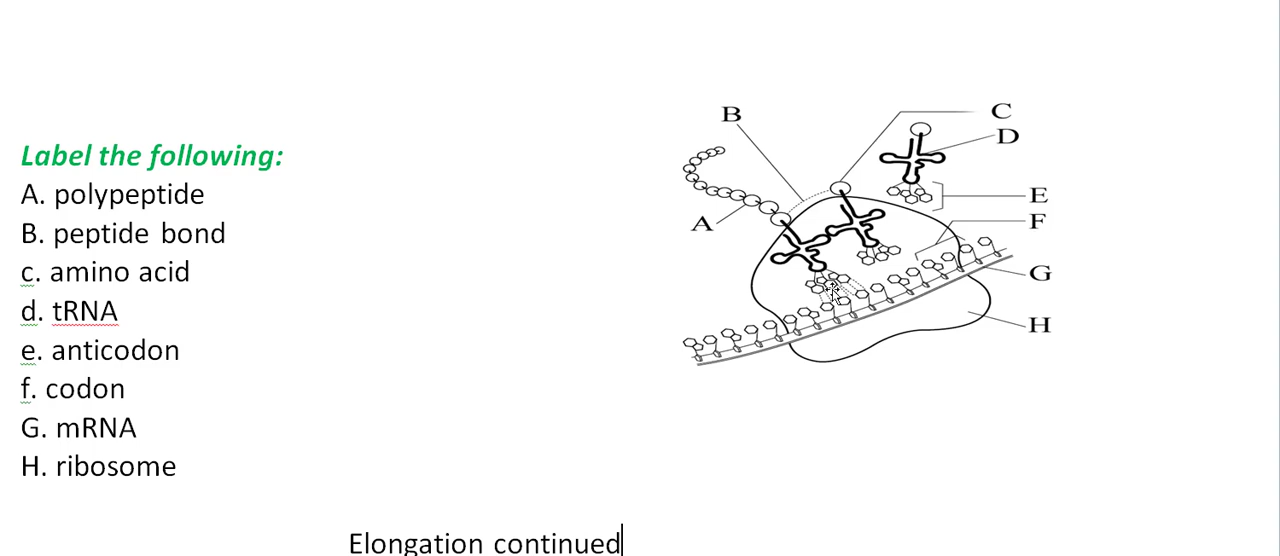 Label the following:
A. polypeptide
B. peptide bond
c. amino acid
d. tRNA
e. anticodon
f. codon
G. mRNA
H. ribosome
B
C
D
E
A
F
G
H
Elongation continued